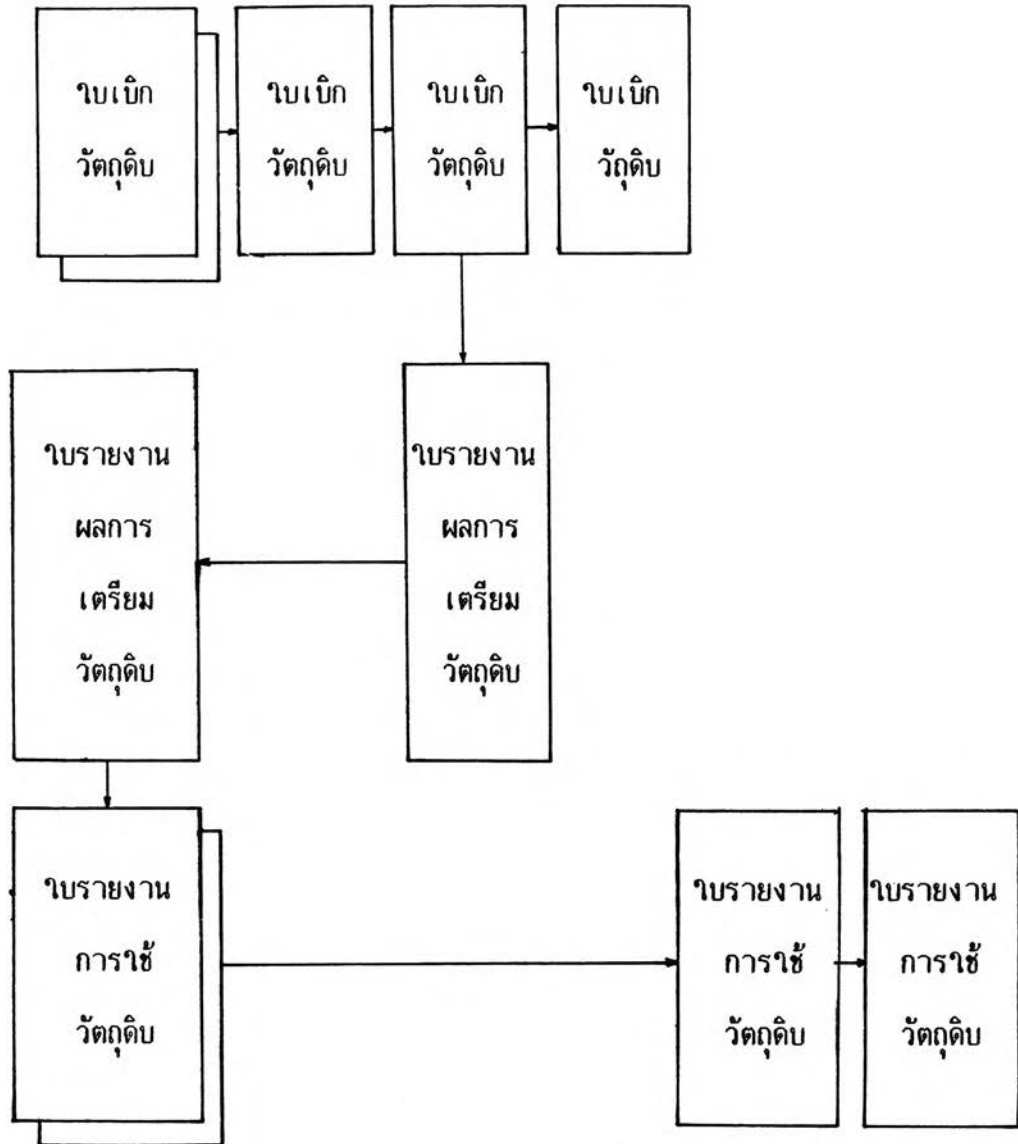 ใบเบิก
วัตถุดิบ
ใบเบิก
วัตถุดิบ
ใบเบิก
วัตถุดิบ
ใบเบิก
วัถุดิบ
ใบรายงาน
ผลการ
เตรียม
วัตถุดิบ
ใบรายงาน
ผลการ
เตรียม
วัตถุดิบ
ใบรายงาน
การใช้
วัตถุดิบ
ใบรายงาน
การใช้
วัตถุดิบ
ใบรายงาน
การใช้
วัตถุดิบ